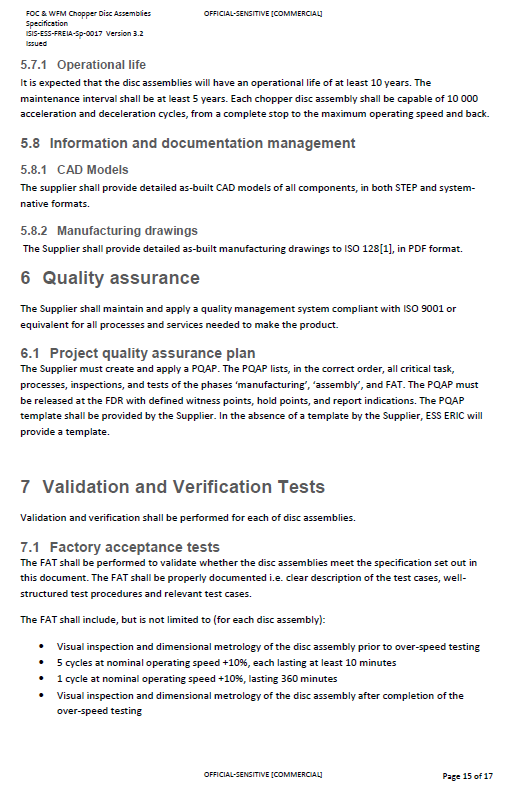 FOC & WFM Chopper Disc Assemblies
OFFICIAL-SENSITIVE [COMMERCIAL]
Specification
ISIS-ESS-FREIA-Sp-0017 Version 3.2
Issued
5.7.1 Operational life
It is expected that the disc assemblies will have an operational life of at least 10 years. The
maintenance interval shall be at least 5 years. Each chopper disc assembly shall be capable of 10 000
acceleration and deceleration cycles, from a complete stop to the maximum operating speed and back.
5.8 Information and documentation management
5.8.1 CAD Models
The supplier shall provide detailed as-built CAD models of all components, in both STEP and system-
native formats.
5.8.2 Manufacturing drawings
The Supplier shall provide detailed as-built manufacturing drawings to ISO 128[1], in PDF format.
6 Quality assurance
The Supplier shall maintain and apply a quality management system compliant with ISO 9001 or
equivalent for all processes and services needed to make the product.
6.1 Project quality assurance plan
The Supplier must create and apply a PQAP. The PQAP lists, in the correct order, all critical task,
processes, inspections, and tests of the phases ‘manufacturing’, ‘assembly’, and FAT. The PQAP must
be released at the FDR with defined witness points, hold points, and report indications. The PQAP
template shall be provided by the Supplier. In the absence of a template by the Supplier, ESS ERIC will
provide a template.
7 Validation and Verification Tests
Validation and verification shall be performed for each of disc assemblies.
7.1 Factory acceptance tests
The FAT shall be performed to validate whether the disc assemblies meet the specification set out in
this document. The FAT shall be properly documented i.e. clear description of the test cases, well-
structured test procedures and relevant test cases.
The FAT shall include, but is not limited to (for each disc assembly):
• Visual inspection and dimensional metrology of the disc assembly prior to over-speed testing
• 5 cycles at nominal operating speed +10%, each lasting at least 10 minutes
• 1 cycle at nominal operating speed +10%, lasting 360 minutes
• Visual inspection and dimensional metrology of the disc assembly after completion of the
over-speed testing
OFFICIAL-SENSITIVE [COMMERCIAL]
Page 15 of 17